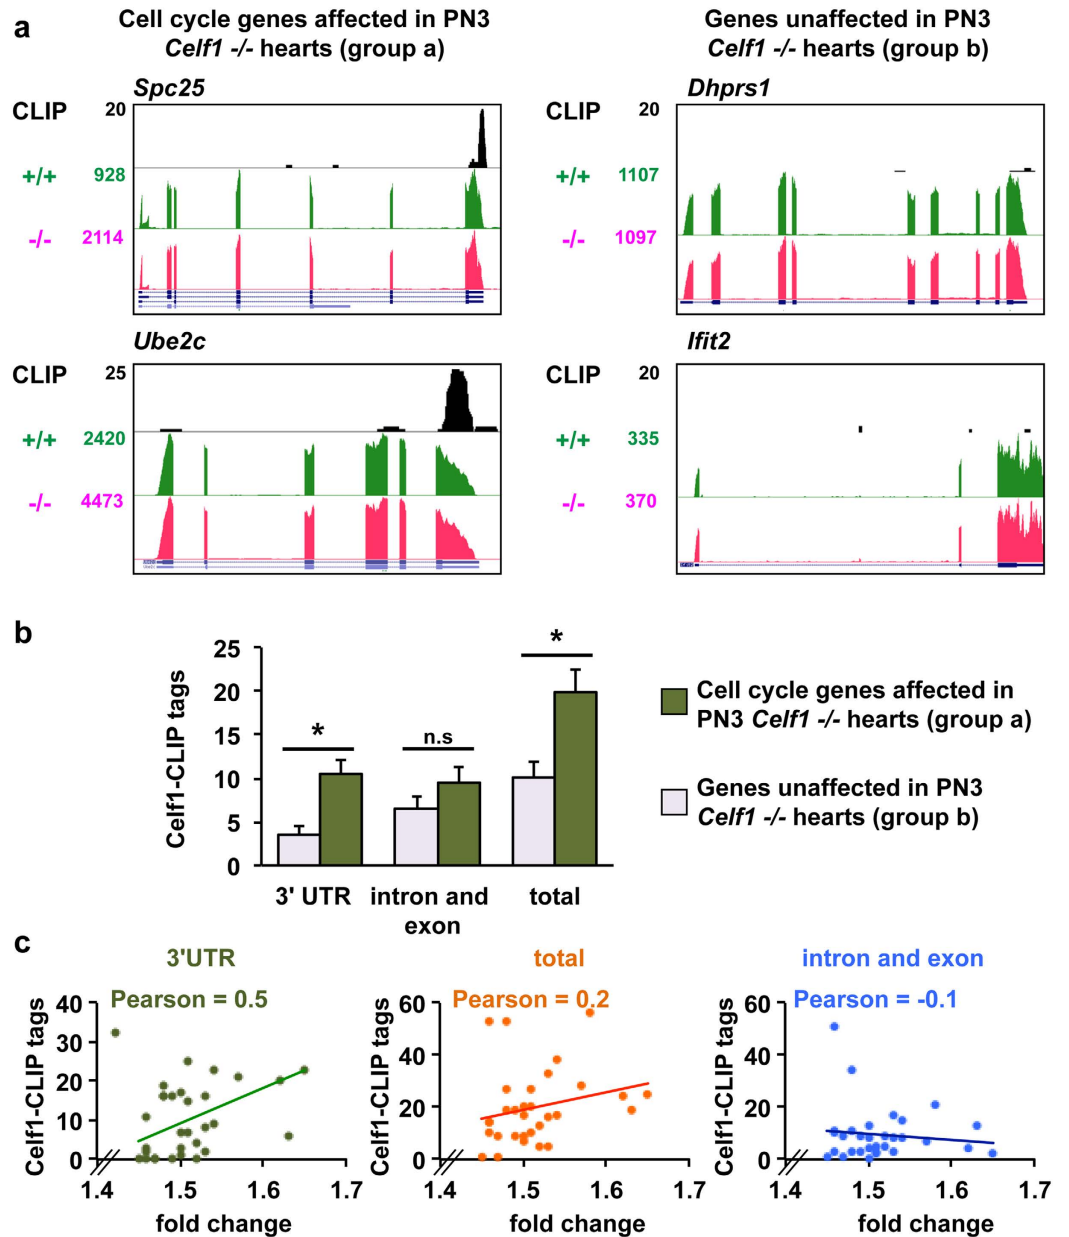 a
Cell cycle genes affected in PN3
Celf1 -/- hearts (group a)
Genes unaffected in PN3
Celf1 -/- hearts (group b)
Spc25
CLIP 20
+/+ 928
-/- 2114
Dhprs1
CLIP 20
+/+ 1107
-/- 1097
Ube2c
CLIP 25
+/+ 2420
-/- 4473
Ifit2
CLIP 20
+/+ 335
-/- 370
b
Celf1-CLIP tags
25
20
15
10
5
0
*
n.s
*
3' UTR
intron and
exon
total
Cell cycle genes affected in
PN3 Celf1 -/- hearts (group a)
Genes unaffected in PN3
Celf1 -/- hearts (group b)
c
3'UTR
Pearson = 0.5
Celf1-CLIP tags
40
30
20
10
0
1.4 1.5 1.6 1.7
fold change
total
Pearson = 0.2
Celf1-CLIP tags
60
40
20
0
1.4 1.5 1.6 1.7
fold change
intron and exon
Pearson = -0.1
Celf1-CLIP tags
60
40
20
0
1.4 1.5 1.6 1.7
fold change